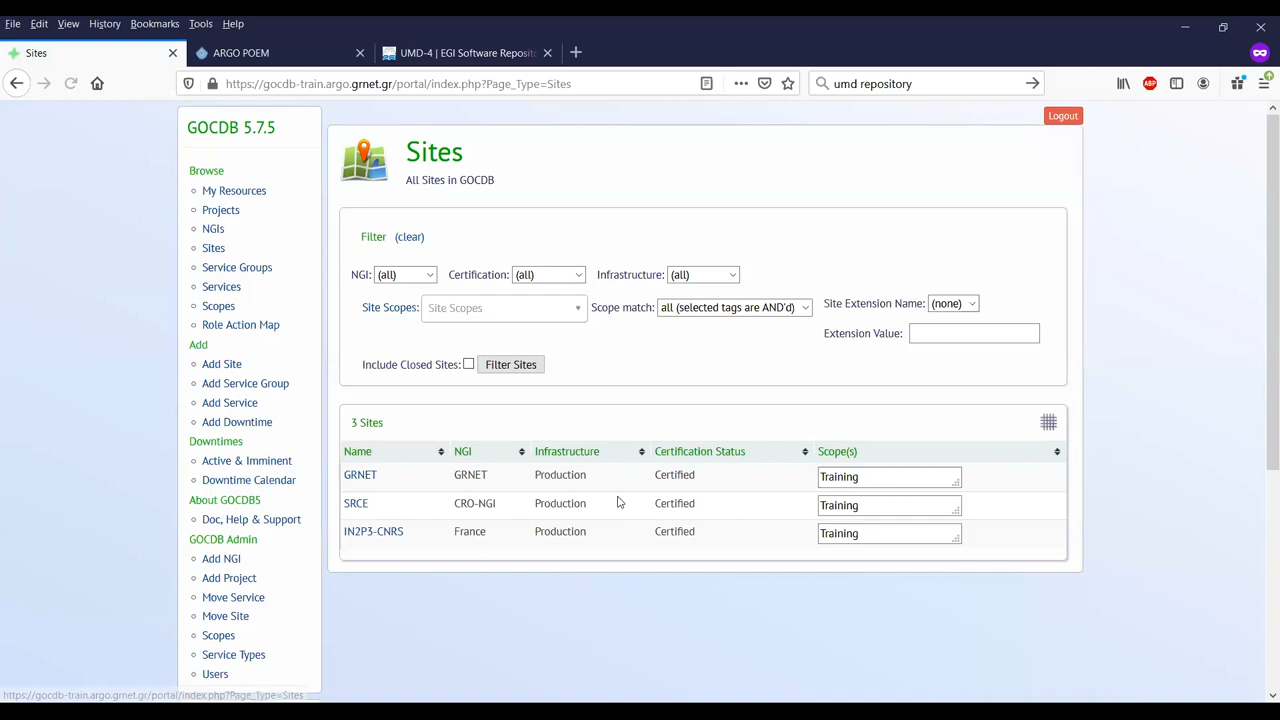 File Edit View History Bookmarks Tools Help
Sites
ARGO POEM
UMD-4 | EGI Software Reposito
https://gocdb-train.argo.grnet.gr/portal/index.php?Page_Type=Sites
umd repository
ABP
GOCDB 5.7.5
Browse
My Resources
Projects
NGIs
Sites
Service Groups
Services
Scopes
Role Action Map
Add
Add Site
Add Service Group
Add Service
Add Downtime
Downtimes
Active & Imminent
Downtime Calendar
About GOCDB5
Doc, Help & Support
GOCDB Admin
Add NGI
Add Project
Move Service
Move Site
Scopes
Service Types
Users
Logout
Sites
All Sites in GOCDB
Filter (clear)
NGI: (all) Certification: (all) Infrastructure: (all)
Site Scopes: Site Scopes Scope match: all (selected tags are AND'd) Site Extension Name: (none)
Extension Value:
Include Closed Sites: Filter Sites
3 Sites
Name NGI Infrastructure Certification Status Scope(s)
GRNET GRNET Production Certified Training
SRCE CRO-NGI Production Certified Training
IN2P3-CNRS France Production Certified Training
https://gocdb-train.argo.grnet.gr/portal/index.php?Page_Type=Sites